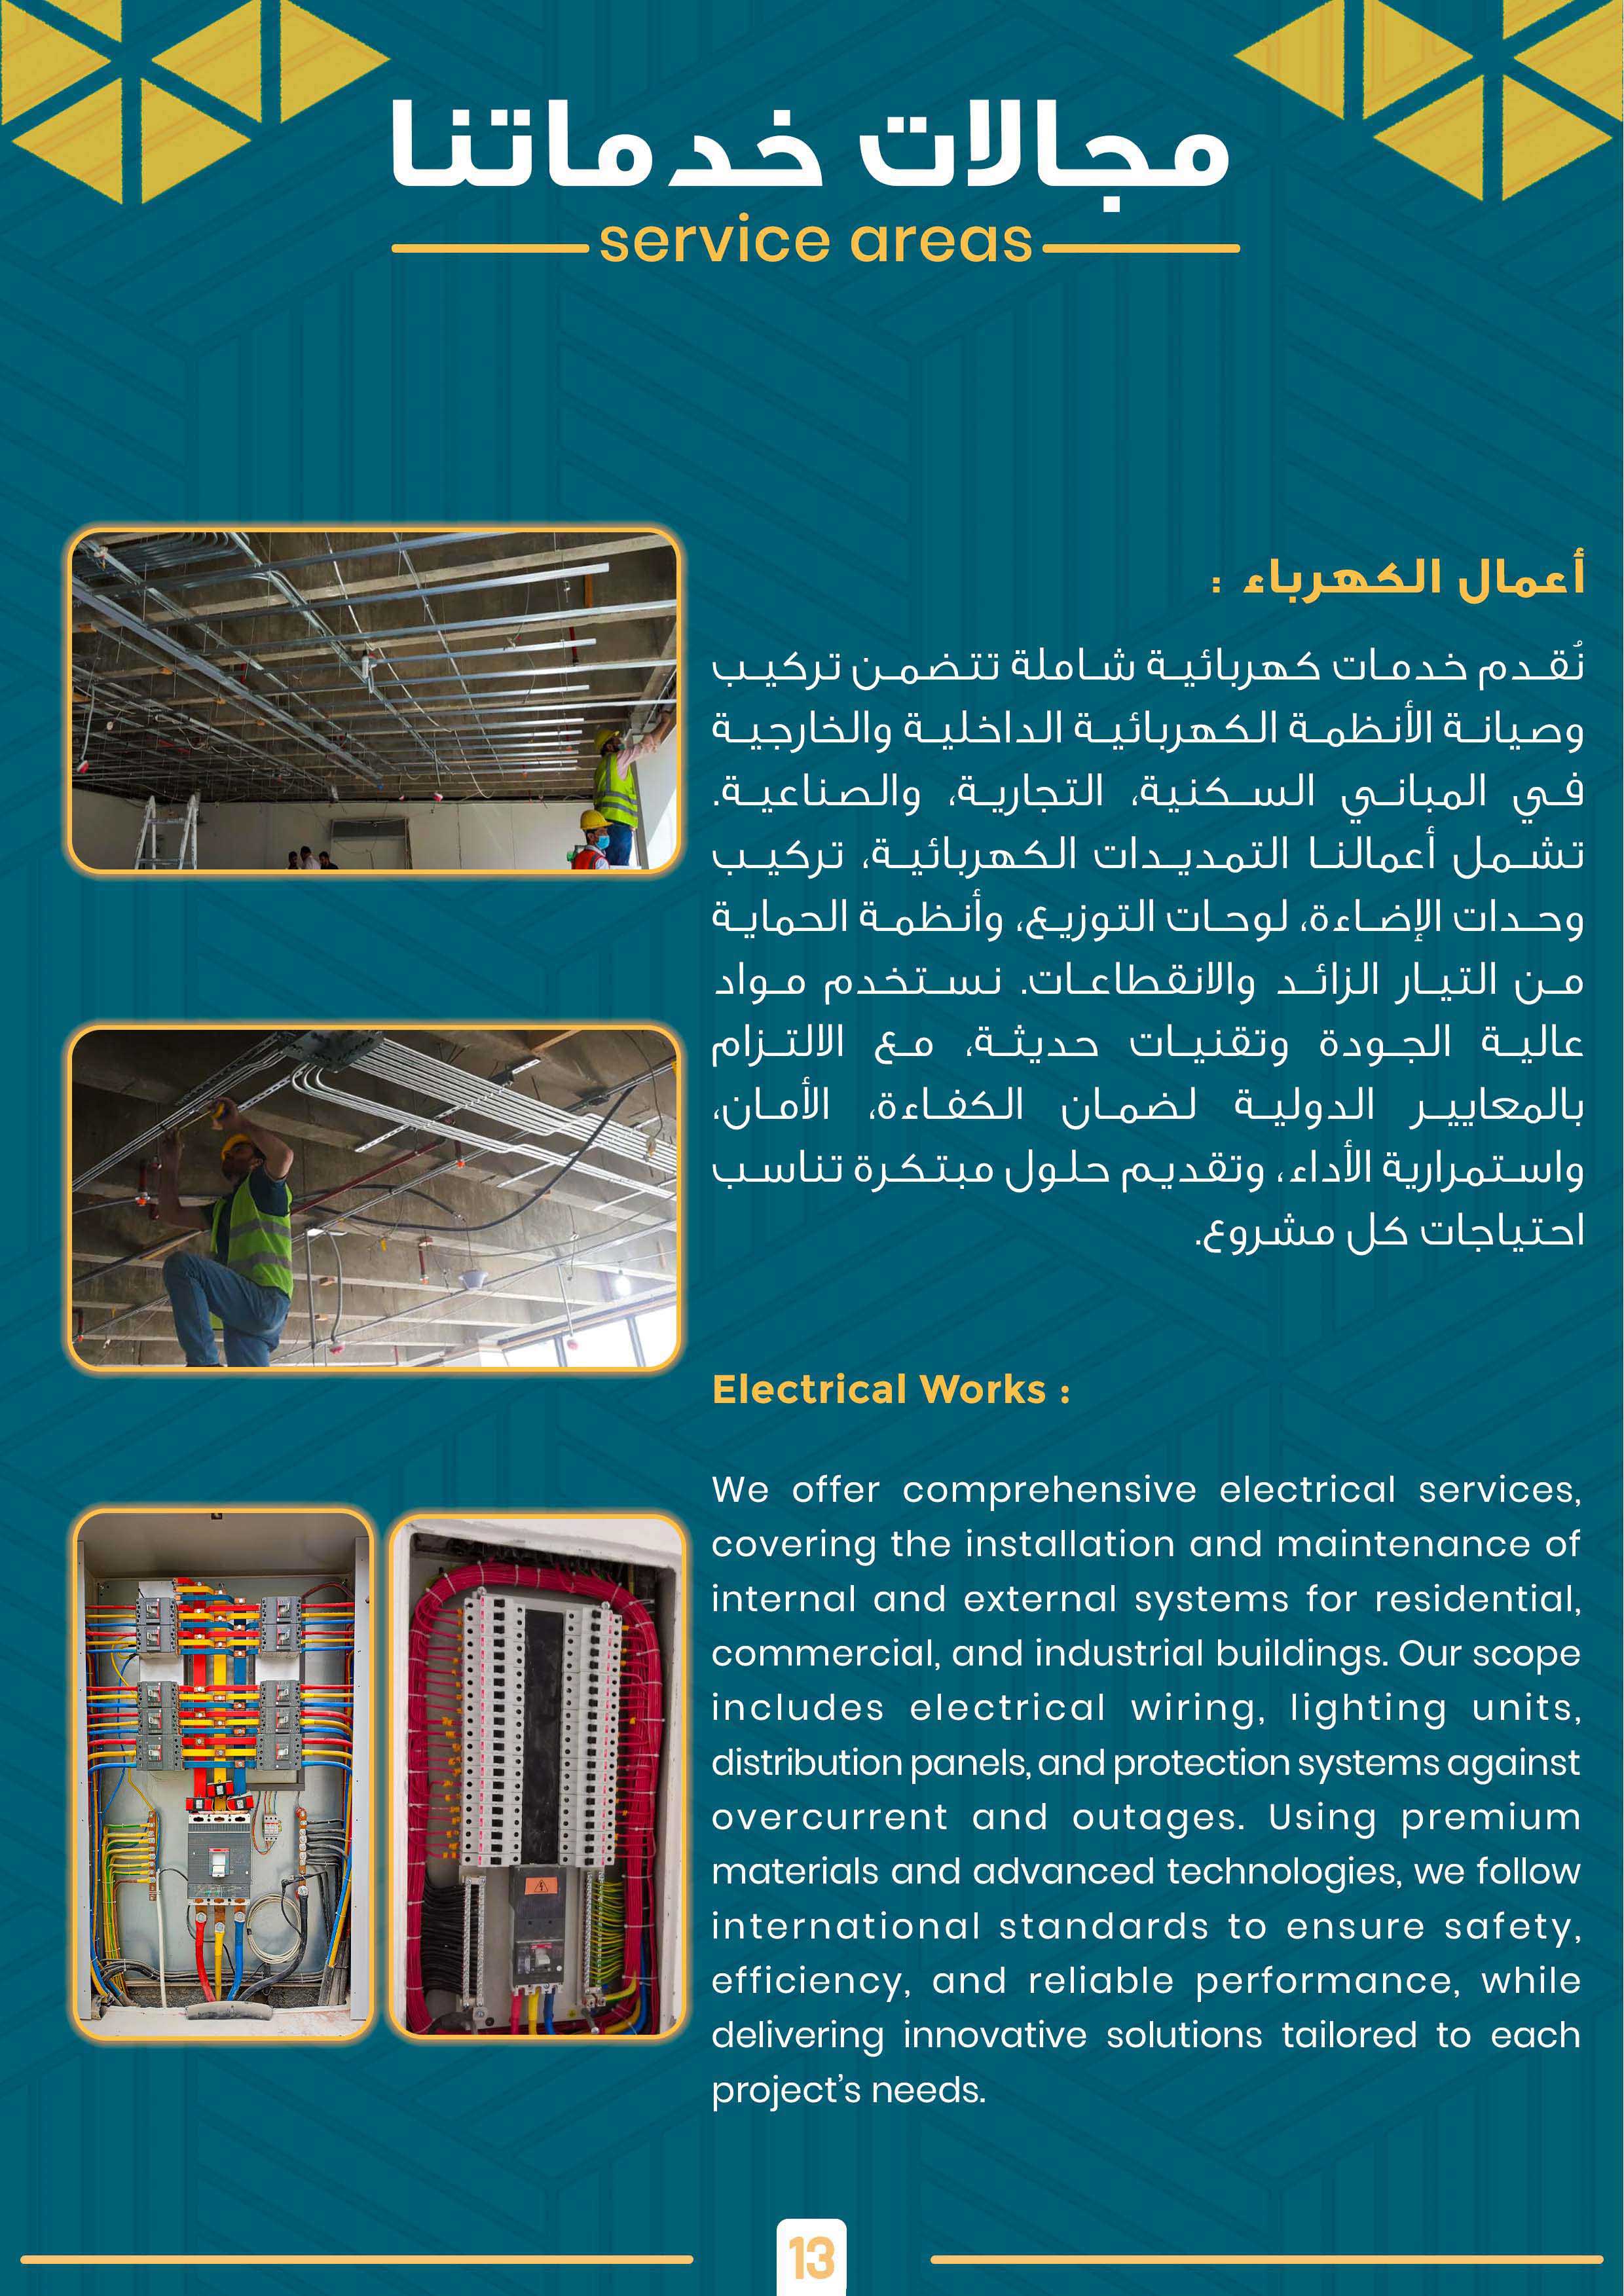 مجالات خدماتنا
service areas
أعمال الكهرباء :
نُقدم خدمات كهربائية شاملة تتضمن تركيب
وصيانة الأنظمة الكهربائية الداخلية والخارجية
في المباني السكنية، التجارية، والصناعية.
تشمل أعمالنا التمديدات الكهربائية، تركيب
وحدات الإضاءة، لوحات التوزيع، وأنظمة الحماية
من التيار الزائد والانقطاعات. نستخدم مواد
عالية الجودة وتقنيات حديثة، مع الالتزام
بالمعايير الدولية لضمان الكفاءة، الأمان،
واستمرارية الأداء، وتقديم حلول مبتكرة تناسب
احتياجات كل مشروع.
Electrical Works :
We offer comprehensive electrical services,
covering the installation and maintenance of
internal and external systems for residential,
commercial, and industrial buildings. Our scope
includes electrical wiring, lighting units,
distribution panels, and protection systems against
overcurrent and outages. Using premium
materials and advanced technologies, we follow
international standards to ensure safety,
efficiency, and reliable performance, while
delivering innovative solutions tailored to each
project’s needs.
13